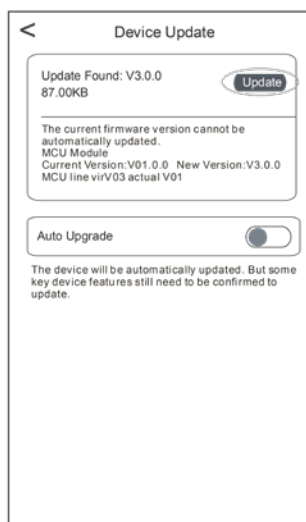 < Device Update
Update Found: V3.0.0
87.00KB
Update
The current firmware version cannot be
automatically updated.
MCU Module
Current Version:V01.0.0 New Version:V3.0.0
MCU line virV03 actual V01
Auto Upgrade
The device will be automatically updated. But some
key device features still need to be confirmed to
update.